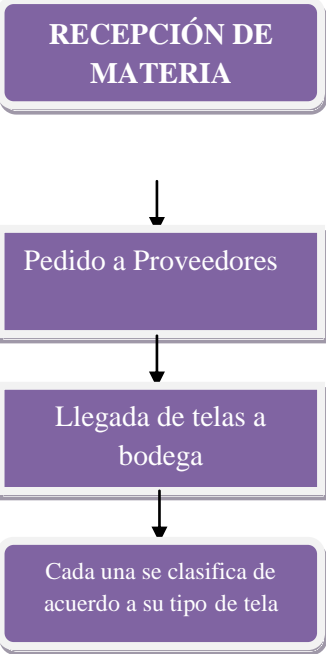 RECEPCIÓN DE
MATERIA
Pedido a Proveedores
Llegada de telas a
bodega
Cada una se clasifica de
acuerdo a su tipo de tela